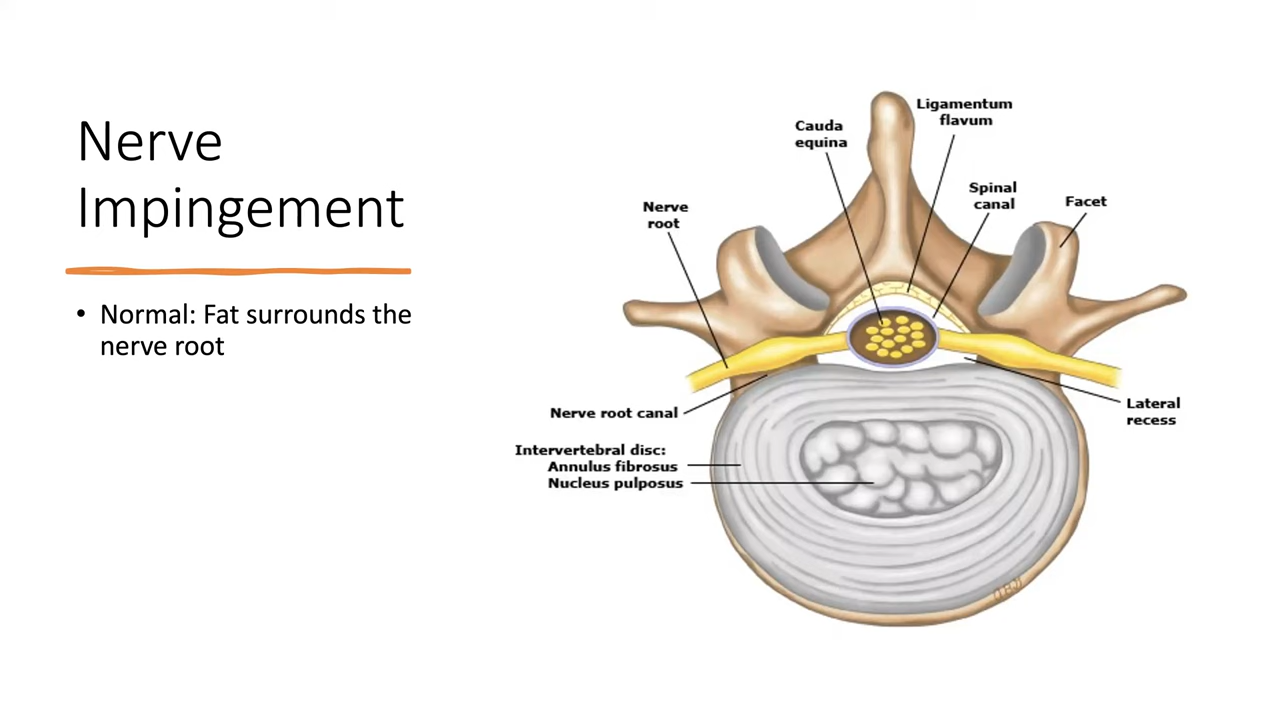 Nerve
Impingement
• Normal: Fat surrounds the
nerve root
Ligamentum
flavum
Cauda
equina
Spinal
canal
Facet
Nerve
root
Nerve root canal
Lateral
recess
Intervertebral disc:
Annulus fibrosus
Nucleus pulposus